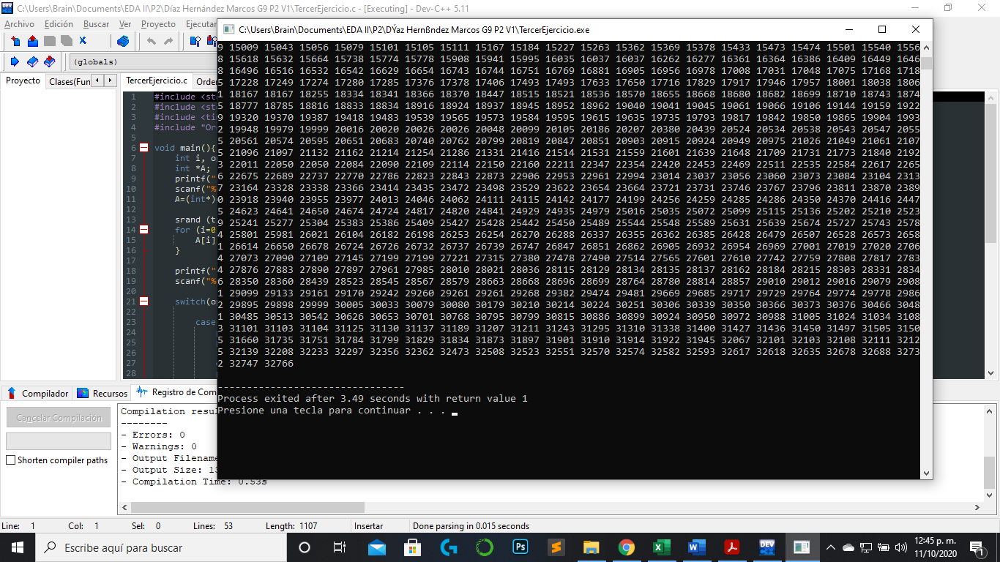 C:\Users\Brain\Documents\EDA II\P2\Díaz Hernández Marcos G9 P2 V1\TercerEjercicio.c - [Executing] - Dev-C++ 5.11
Archivo Edición Buscar Ver Proyecto Ejecutar
(globals)
Proyecto Clases(Fun
TercerEjercicio.c Orde
1 #include <st
2 #include <st
3 #include <ti
4 #include "Or
5
6 void main(){
7 int i, op
8 int *A;
9 printf("
10 scanf("%
11 A=(int*)
12
13 srand (t
14 for (i=0
15 A[i]
16 }
17
18 printf("
19 scanf("%
20
21 switch(o
22
23 case
24
25
26
27
28
C:\Users\Brain\Documents\EDA II\P2\DÝaz Hernßndez Marcos G9 P2 V1\TercerEjercicio.exe
9 15009 15043 15056 15079 15101 15105 15111 15167 15184 15227 15263 15362 15369 15378 15433 15473 15474 15501 15540 1556
8 15618 15632 15664 15738 15774 15778 15908 15941 15995 16035 16037 16037 16262 16277 16361 16364 16386 16409 16449 1646
8 16496 16516 16532 16542 16629 16654 16743 16744 16751 16769 16881 16905 16956 16978 17008 17031 17048 17075 17168 1718
5 17228 17249 17274 17280 17285 17376 17378 17406 17493 17493 17633 17650 17716 17829 17917 17946 17957 18001 18038 1806
1 18167 18167 18255 18334 18341 18366 18370 18447 18515 18521 18536 18570 18655 18668 18680 18682 18699 18710 18743 1874
5 18777 18785 18816 18833 18834 18916 18924 18937 18945 18952 18962 19040 19041 19045 19061 19066 19106 19144 19159 1922
9 19320 19370 19387 19418 19483 19539 19565 19573 19584 19595 19615 19635 19735 19793 19817 19842 19850 19865 19904 1993
2 19948 19979 19999 20016 20020 20026 20026 20048 20099 20105 20186 20207 20380 20439 20524 20534 20538 20543 20547 2055
5 20561 20574 20595 20651 20683 20740 20762 20799 20819 20847 20851 20903 20915 20924 20949 20975 21026 21049 21061 2107
5 21096 21097 21132 21162 21214 21254 21286 21331 21416 21514 21531 21559 21601 21639 21648 21709 21731 21773 21840 2192
3 22011 22050 22050 22084 22090 22109 22114 22150 22160 22211 22347 22354 22420 22453 22469 22511 22535 22584 22617 2265
6 22675 22689 22737 22770 22786 22823 22843 22873 22906 22953 22961 22994 23014 23037 23056 23060 23073 23084 23104 2313
7 23164 23328 23338 23366 23414 23435 23472 23498 23529 23622 23654 23664 23721 23731 23746 23767 23796 23811 23870 2389
0 23918 23940 23955 23977 24013 24046 24062 24111 24115 24142 24177 24199 24256 24259 24285 24286 24350 24370 24416 2447
5 24623 24641 24650 24674 24724 24817 24820 24841 24929 24935 24979 25016 25035 25072 25099 25115 25136 25202 25210 2523
9 25241 25277 25304 25383 25386 25409 25427 25428 25442 25450 25489 25544 25548 25589 25631 25639 25674 25727 25743 2578
4 25801 25981 26021 26104 26182 26198 26253 26254 26270 26288 26337 26355 26362 26385 26428 26479 26507 26528 26573 2658
1 26614 26650 26678 26724 26726 26732 26737 26739 26747 26847 26851 26862 26905 26932 26954 26969 27001 27019 27020 2706
4 27073 27090 27109 27145 27199 27199 27221 27315 27380 27478 27490 27514 27565 27601 27610 27742 27759 27808 27817 2783
4 27876 27883 27890 27897 27961 27985 28010 28021 28036 28115 28129 28134 28135 28137 28162 28184 28215 28303 28331 2834
6 28350 28360 28439 28523 28545 28567 28579 28663 28668 28696 28699 28764 28780 28814 28857 29010 29012 29016 29079 2908
1 29099 29133 29161 29170 29242 29260 29261 29261 29268 29382 29474 29481 29669 29685 29717 29729 29764 29774 29778 2986
2 29895 29898 29999 30005 30033 30079 30080 30179 30210 30214 30224 30251 30306 30339 30350 30366 30373 30376 30466 3048
1 30485 30513 30542 30626 30653 30701 30768 30795 30799 30815 30886 30899 30924 30950 30972 30988 31005 31024 31034 3108
3 31101 31103 31104 31125 31130 31137 31189 31207 31211 31243 31295 31310 31338 31400 31427 31436 31450 31497 31505 3150
5 31660 31735 31751 31784 31799 31829 31834 31873 31897 31901 31910 31914 31922 31945 32067 32101 32103 32108 32111 3212
5 32139 32208 32233 32297 32356 32362 32473 32508 32523 32551 32570 32574 32582 32593 32617 32618 32635 32678 32688 3273
2 32747 32766
--------------------------------
Process exited after 3.49 seconds with return value 1
Presione una tecla para continuar . . .
Compilador Recursos Registro de Com
Cancelar Compilación
Shorten compiler paths
Compilation resu
--------
- Errors: 0
- Warnings: 0
- Output Filename
- Output Size: 13
- Compilation Time: 0.53s
Line: 1 Col: 1 Sel: 0 Lines: 53 Length: 1107 Insertar Done parsing in 0.015 seconds
Escribe aquí para buscar
12:45 p. m.
11/10/2020